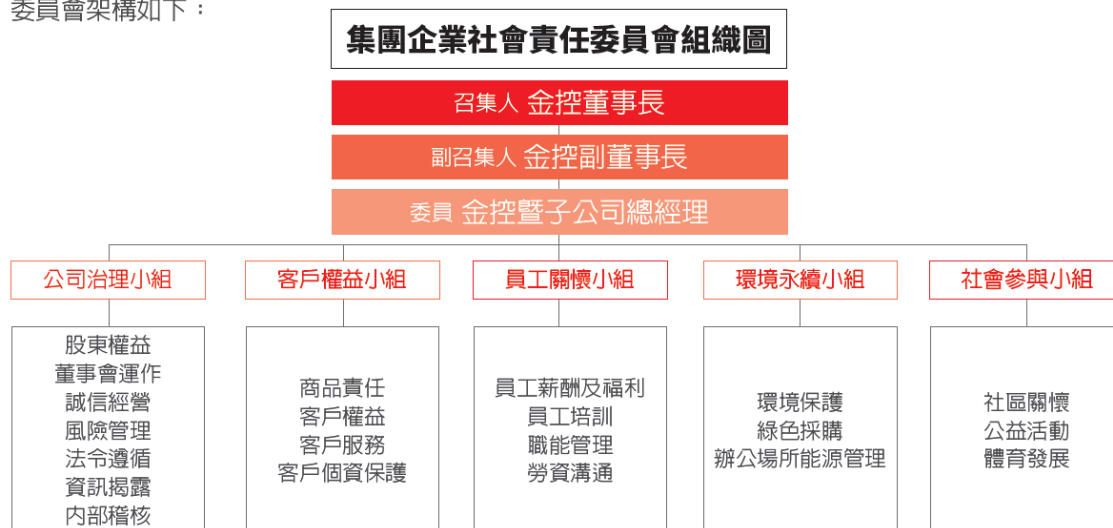 委員會架構如下：
集團企業社會責任委員會組織圖
召集人 金控董事長
副召集人 金控副董事長
委員 金控暨子公司總經理
公司治理小組
股東權益
董事會運作
誠信經營
風險管理
法令遵循
資訊揭露
內部稽核
客戶權益小組
商品責任
客戶權益
客戶服務
客戶個資保護
員工關懷小組
員工薪酬及福利
員工培訓
職能管理
勞資溝通
環境永續小組
環境保護
綠色採購
辦公場所能源管理
社會參與小組
社區關懷
公益活動
體育發展